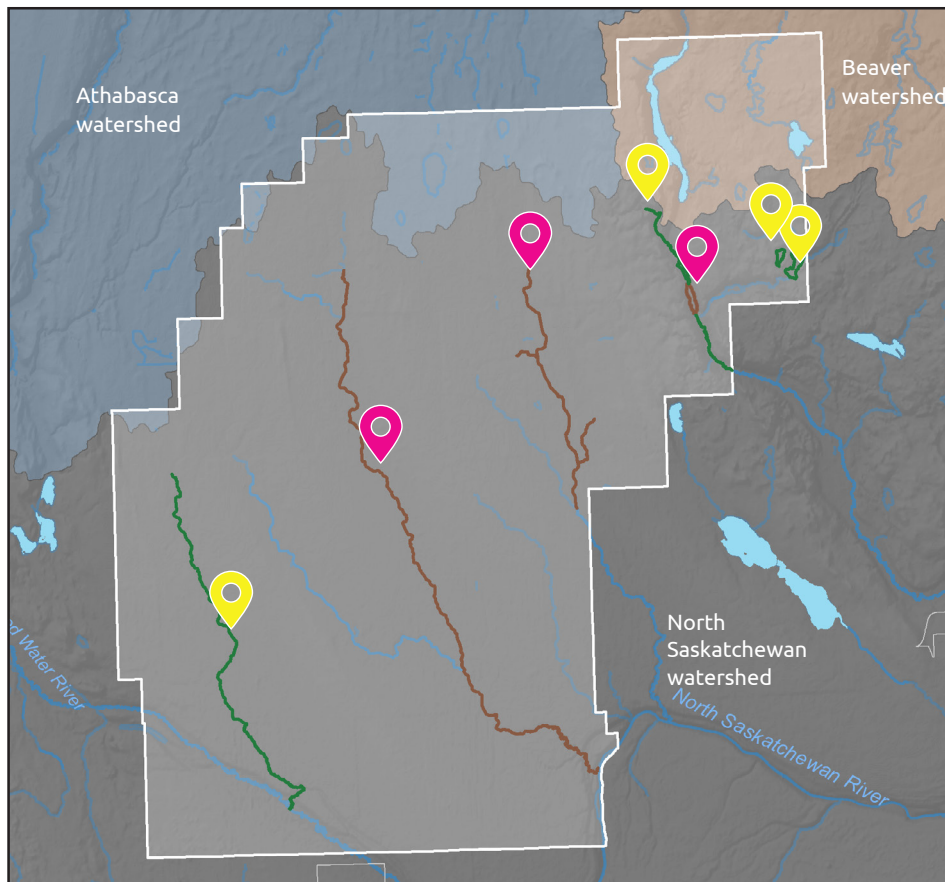 Athabasca
watershed
Beaver
watershed
North
Saskatchewan
watershed
Water River
North Saskatchewan River